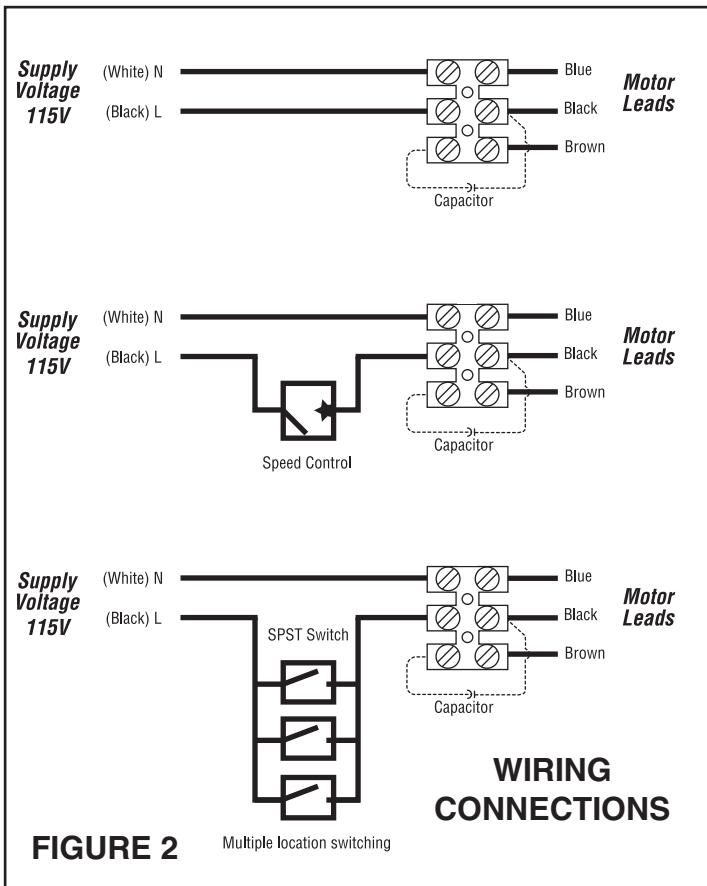 Supply
Voltage
115V
(White) N
(Black) L
Blue
Black
Brown
Motor
Leads
Capacitor
Supply
Voltage
115V
(White) N
(Black) L
Speed Control
Blue
Black
Brown
Motor
Leads
Capacitor
Supply
Voltage
115V
(White) N
(Black) L
SPST Switch
Blue
Black
Brown
Motor
Leads
Capacitor
WIRING
CONNECTIONS
FIGURE 2
Multiple location switching